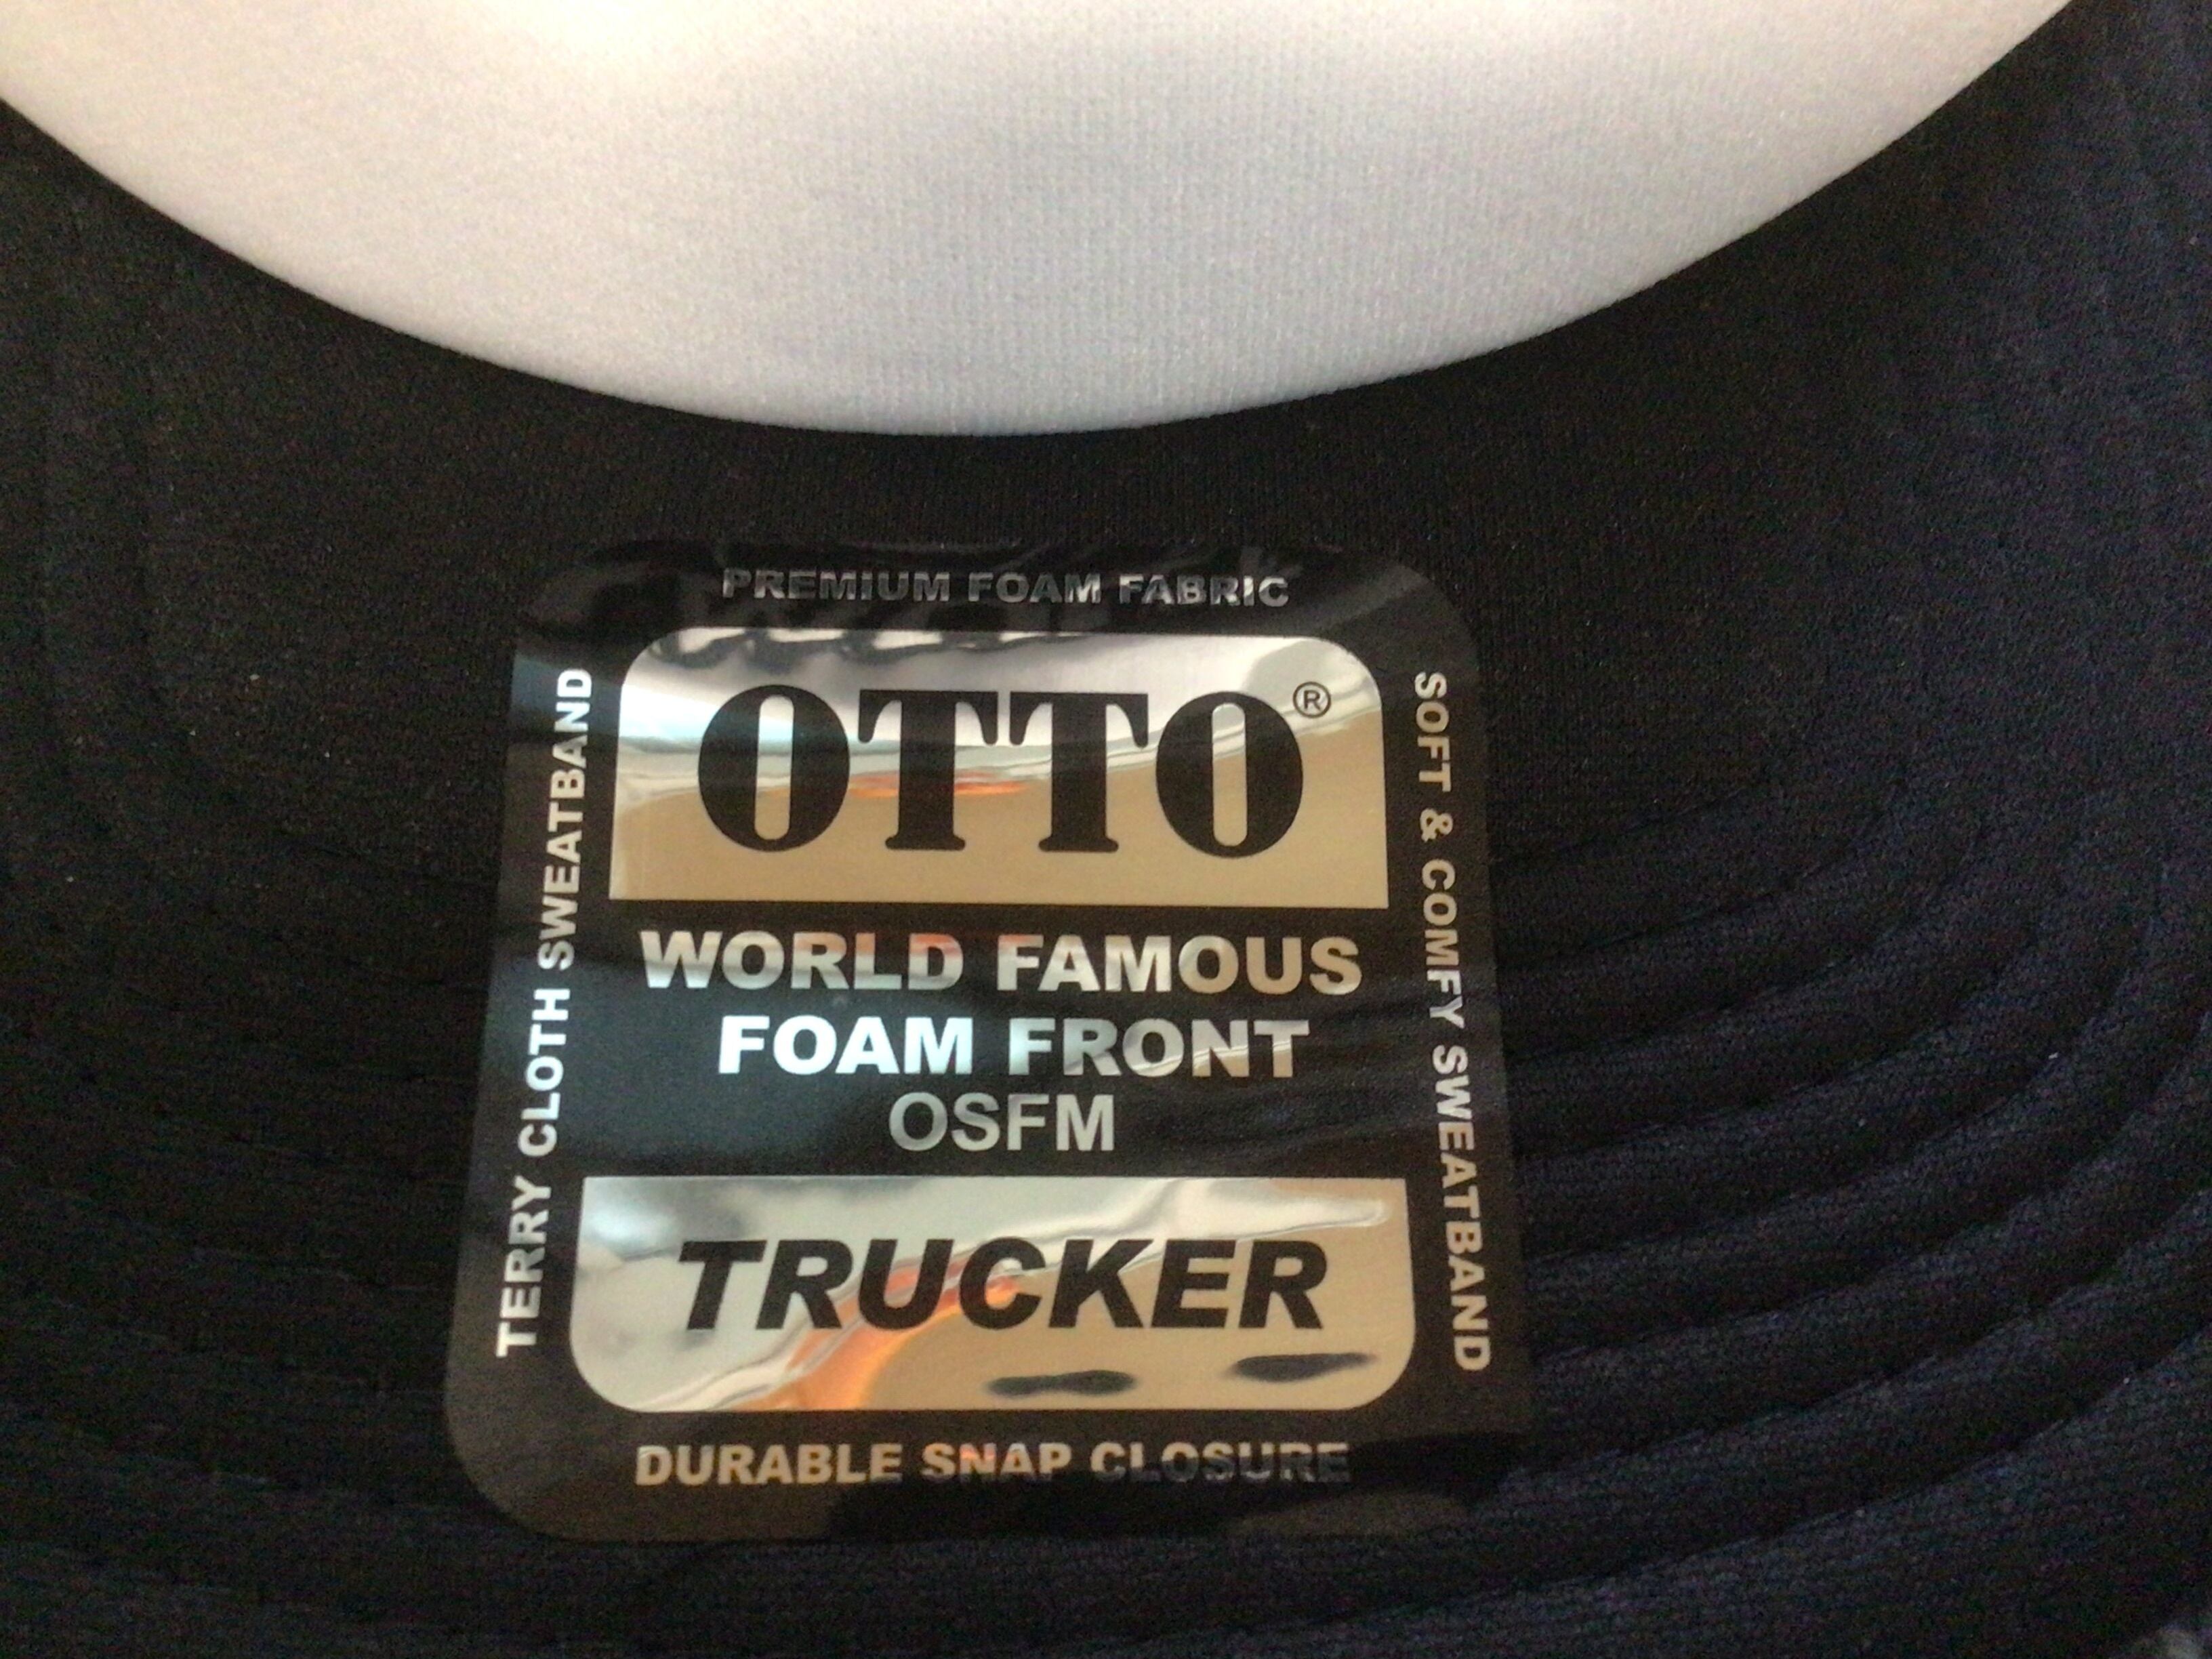 PREMIUM FOAM FABRIC
OTTO®
WORLD FAMOUS
FOAM FRONT
OSFM
TRUCKER
DURABLE SNAP CLOSURE
TERRY CLOTH SWEATBAND
SOFT & COMFY SWEATBAND